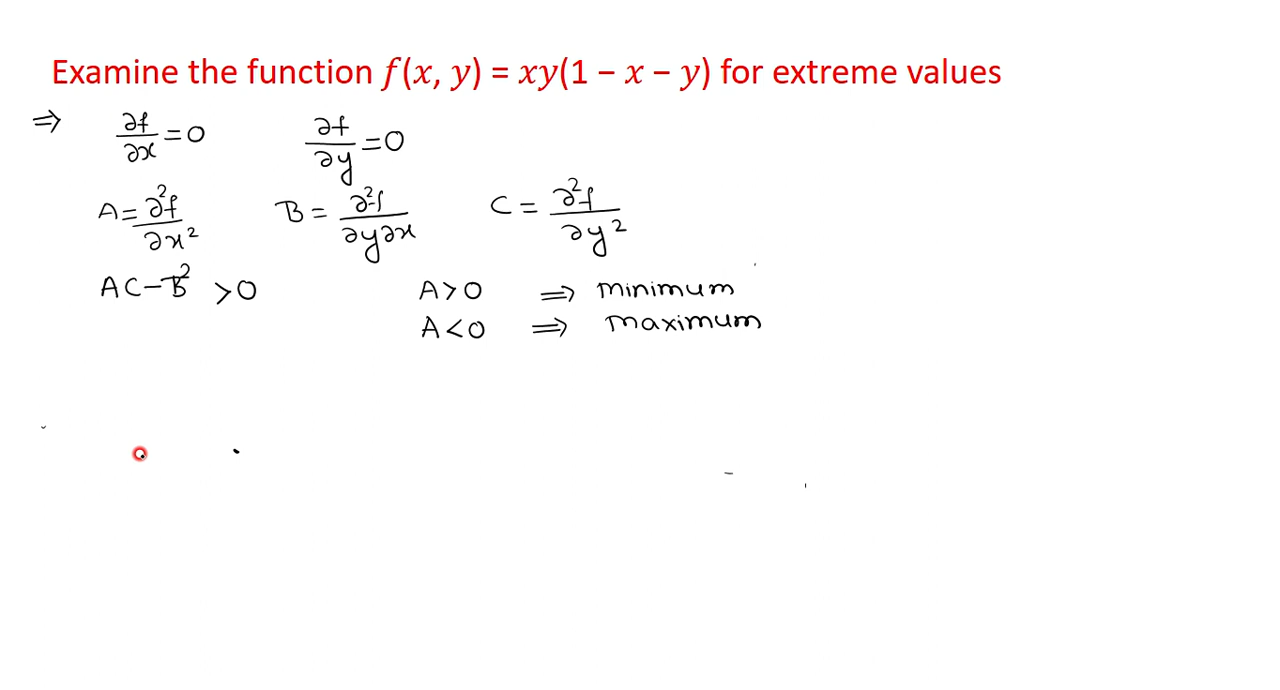 Examine the function f(x, y) = xy(1 − x − y) for extreme values
⇒ ∂f/∂x = 0 ∂f/∂y = 0
A = ∂²f/∂x² B = ∂²f/∂y∂x C = ∂²f/∂y²
AC − B² > 0 A > 0 ⇒ minimum
A < 0 ⇒ maximum